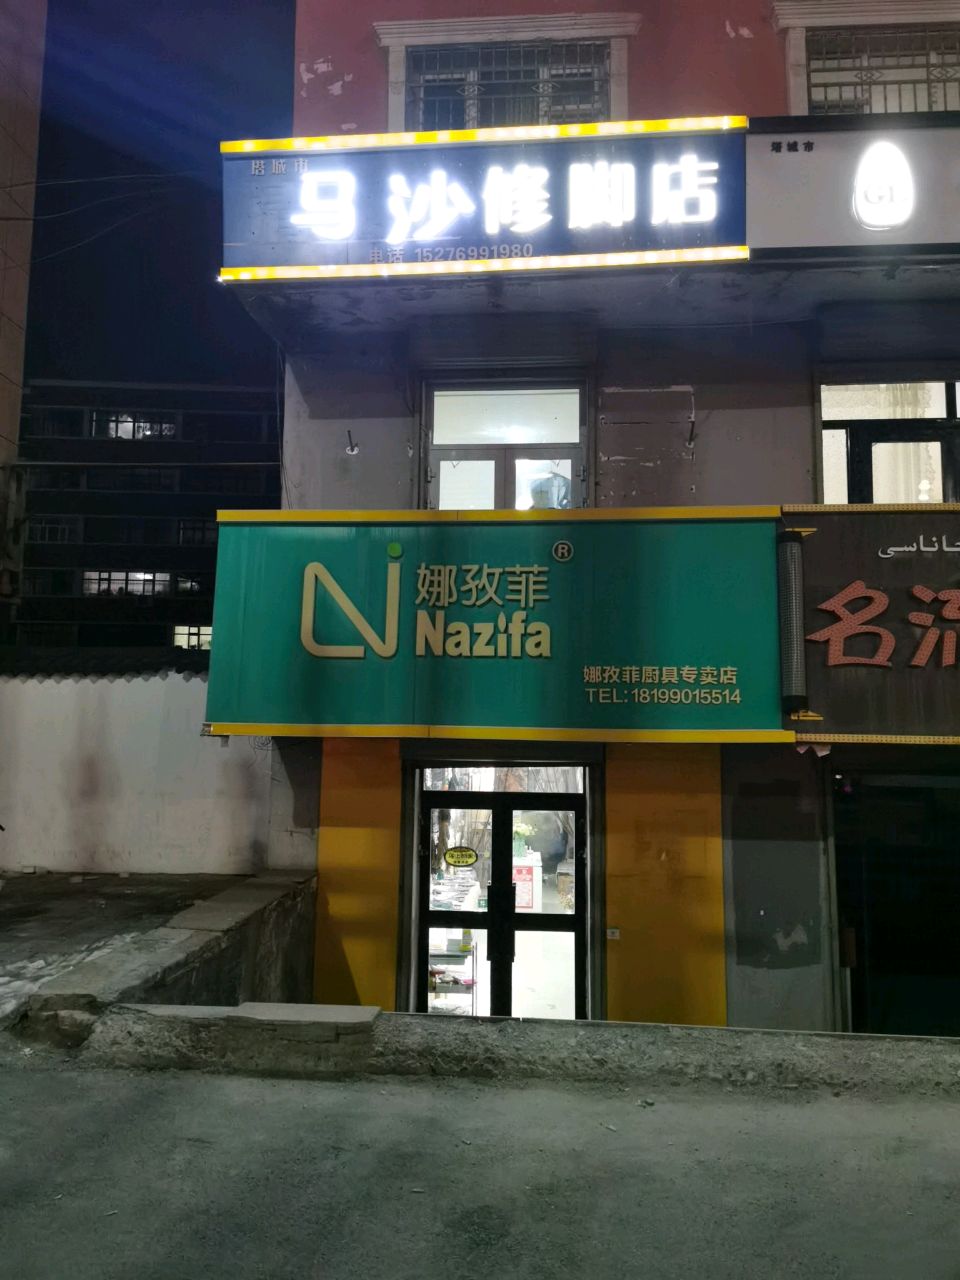 塔城市
马沙修脚店
电话 15276991980
塔城市
娜孜菲®
Nazifa
娜孜菲厨具专卖店
TEL:18199015514
名流